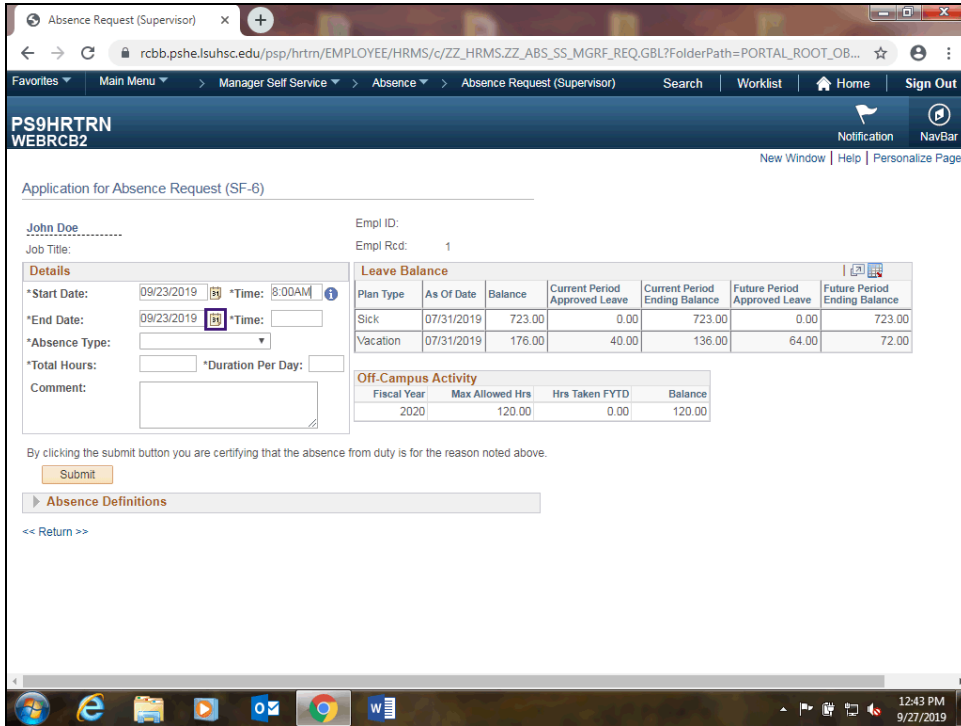 Absence Request (Supervisor)
rcbb.pshe.lsuhsc.edu/psp/hrtrn/EMPLOYEE/HRMS/c/ZZ_HRMS.ZZ_ABS_SS_MGRF_REQ.GBL?FolderPath=PORTAL_ROOT_OB...
Favorites Main Menu > Manager Self Service > Absence > Absence Request (Supervisor) Search Worklist Home Sign Out
PS9HRTRN
WEBRCB2
Notification NavBar
New Window | Help | Personalize Page
Application for Absence Request (SF-6)
John Doe Empl ID:
Job Title: Empl Rcd: 1
Details
*Start Date: 09/23/2019 31 *Time: 8:00AM
*End Date: 09/23/2019 31 *Time:
*Absence Type:
*Total Hours: *Duration Per Day:
Comment:
Leave Balance
Plan Type As Of Date Balance Current Period Approved Leave Current Period Ending Balance Future Period Approved Leave Future Period Ending Balance
Sick 07/31/2019 723.00 0.00 723.00 0.00 723.00
Vacation 07/31/2019 176.00 40.00 136.00 64.00 72.00
Off-Campus Activity
Fiscal Year Max Allowed Hrs Hrs Taken FYTD Balance
2020 120.00 0.00 120.00
By clicking the submit button you are certifying that the absence from duty is for the reason noted above.
Submit
Absence Definitions
<< Return >>
12:43 PM
9/27/2019